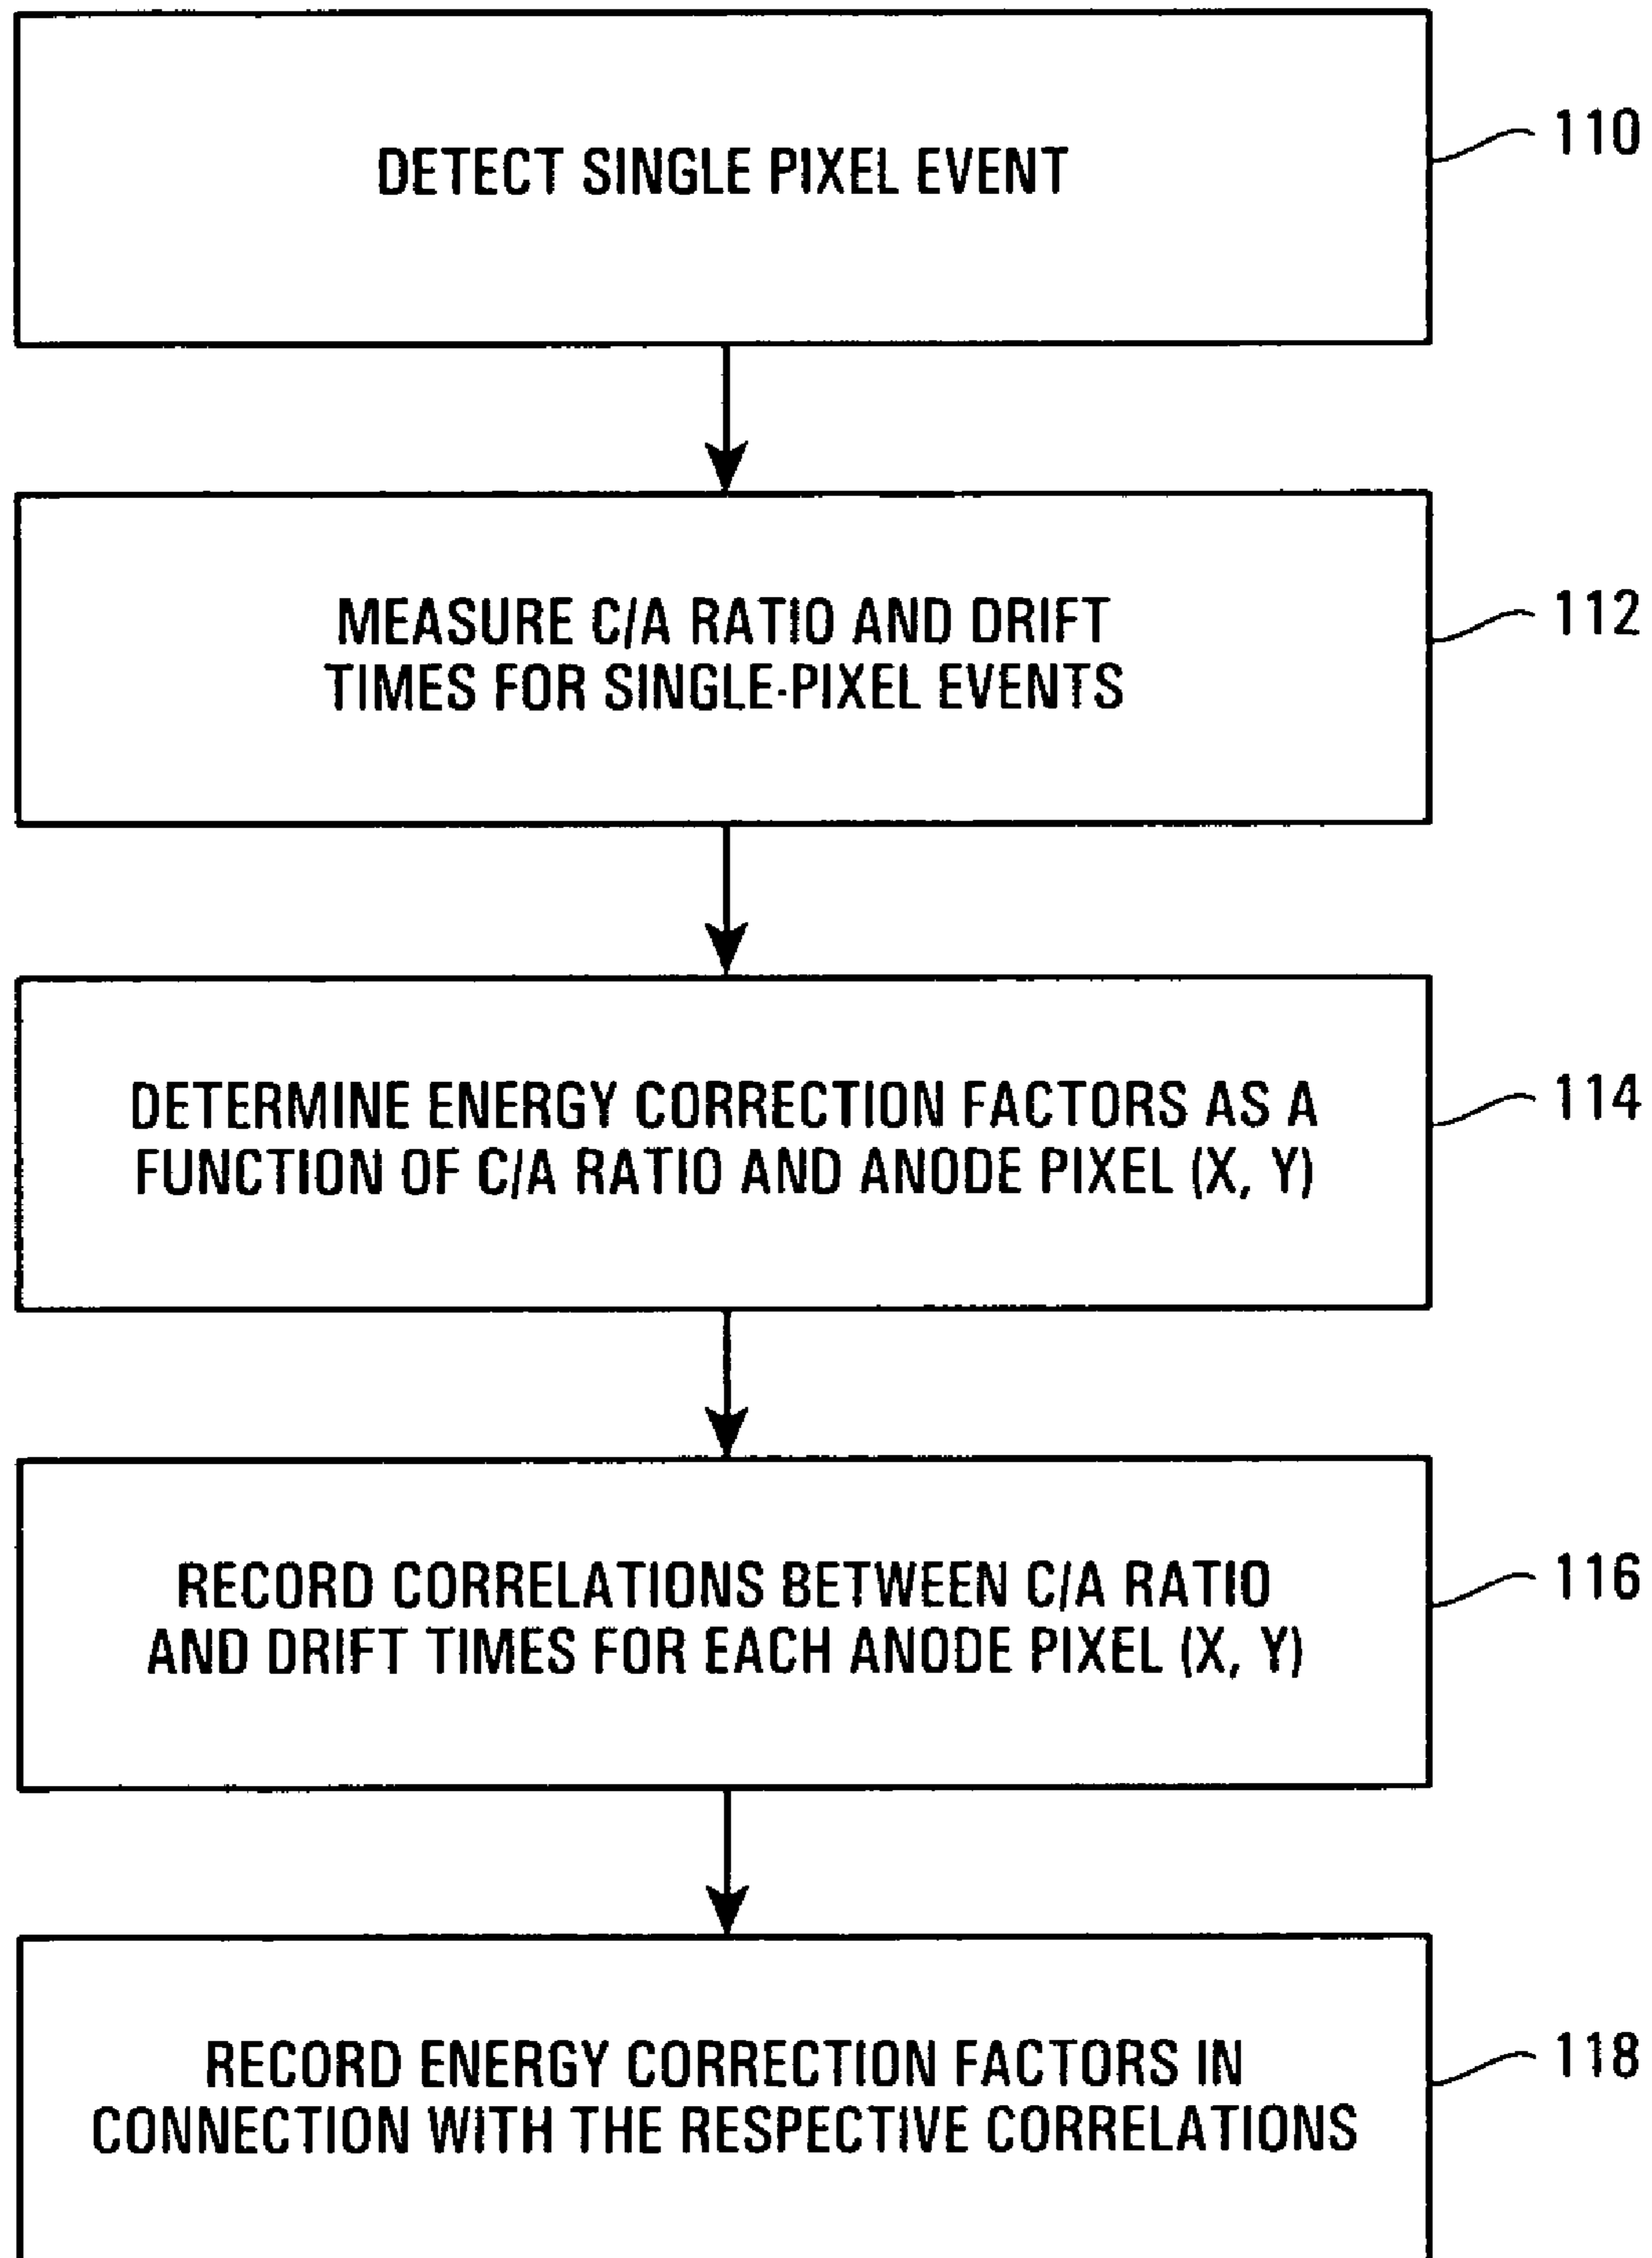 DETECT SINGLE PIXEL EVENT
110
MEASURE C/A RATIO AND DRIFT
TIMES FOR SINGLE-PIXEL EVENTS
112
DETERMINE ENERGY CORRECTION FACTORS AS A
FUNCTION OF C/A RATIO AND ANODE PIXEL (X, Y)
114
RECORD CORRELATIONS BETWEEN C/A RATIO
AND DRIFT TIMES FOR EACH ANODE PIXEL (X, Y)
116
RECORD ENERGY CORRECTION FACTORS IN
CONNECTION WITH THE RESPECTIVE CORRELATIONS
118